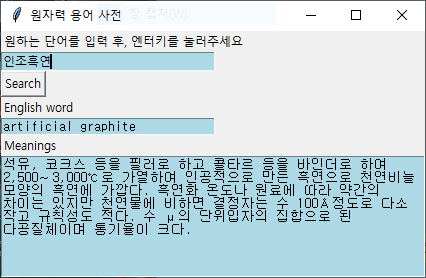 원자력 용어 사전
원하는 단어를 입력 후, 엔터키를 눌러주세요
인조흑연
Search
English word
artificial graphite
Meanings
석유, 코크스 등을 필러로 하고 콜타르 등을 바인더로 하며
2,500~3,000℃로 가열하며 인공적으로 만든 흑연으로 천연비늘
모양의 흑연에 가깝다. 흑연화 온도나 원료에 따라 약간의
차이는 있지만 천연물에 비하면 결정자는 수 100Å정도로 다소
작고 규칙성도 적다. 수 μ의 단위입자의 집합으로 된
다공질체이며 통기율이 크다.